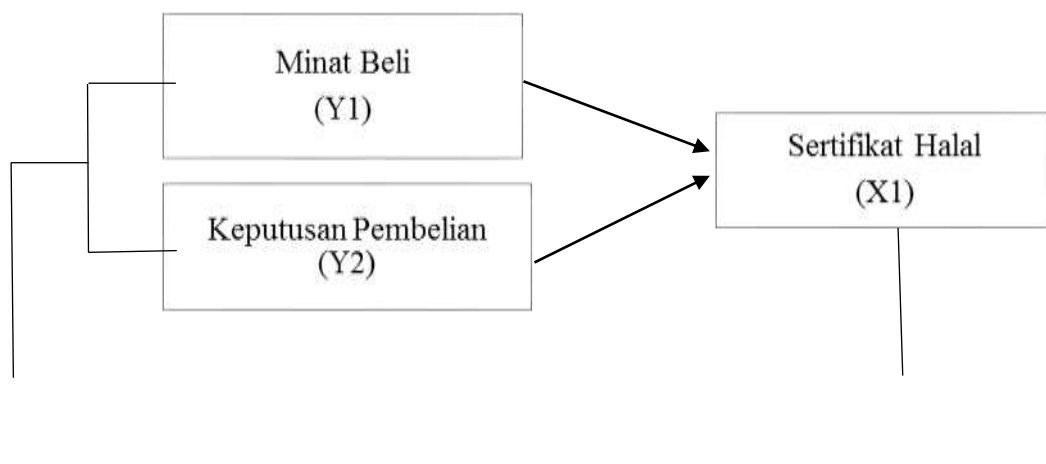 Minat Beli
(Y1)
Keputusan Pembelian
(Y2)
Sertifikat Halal
(X1)